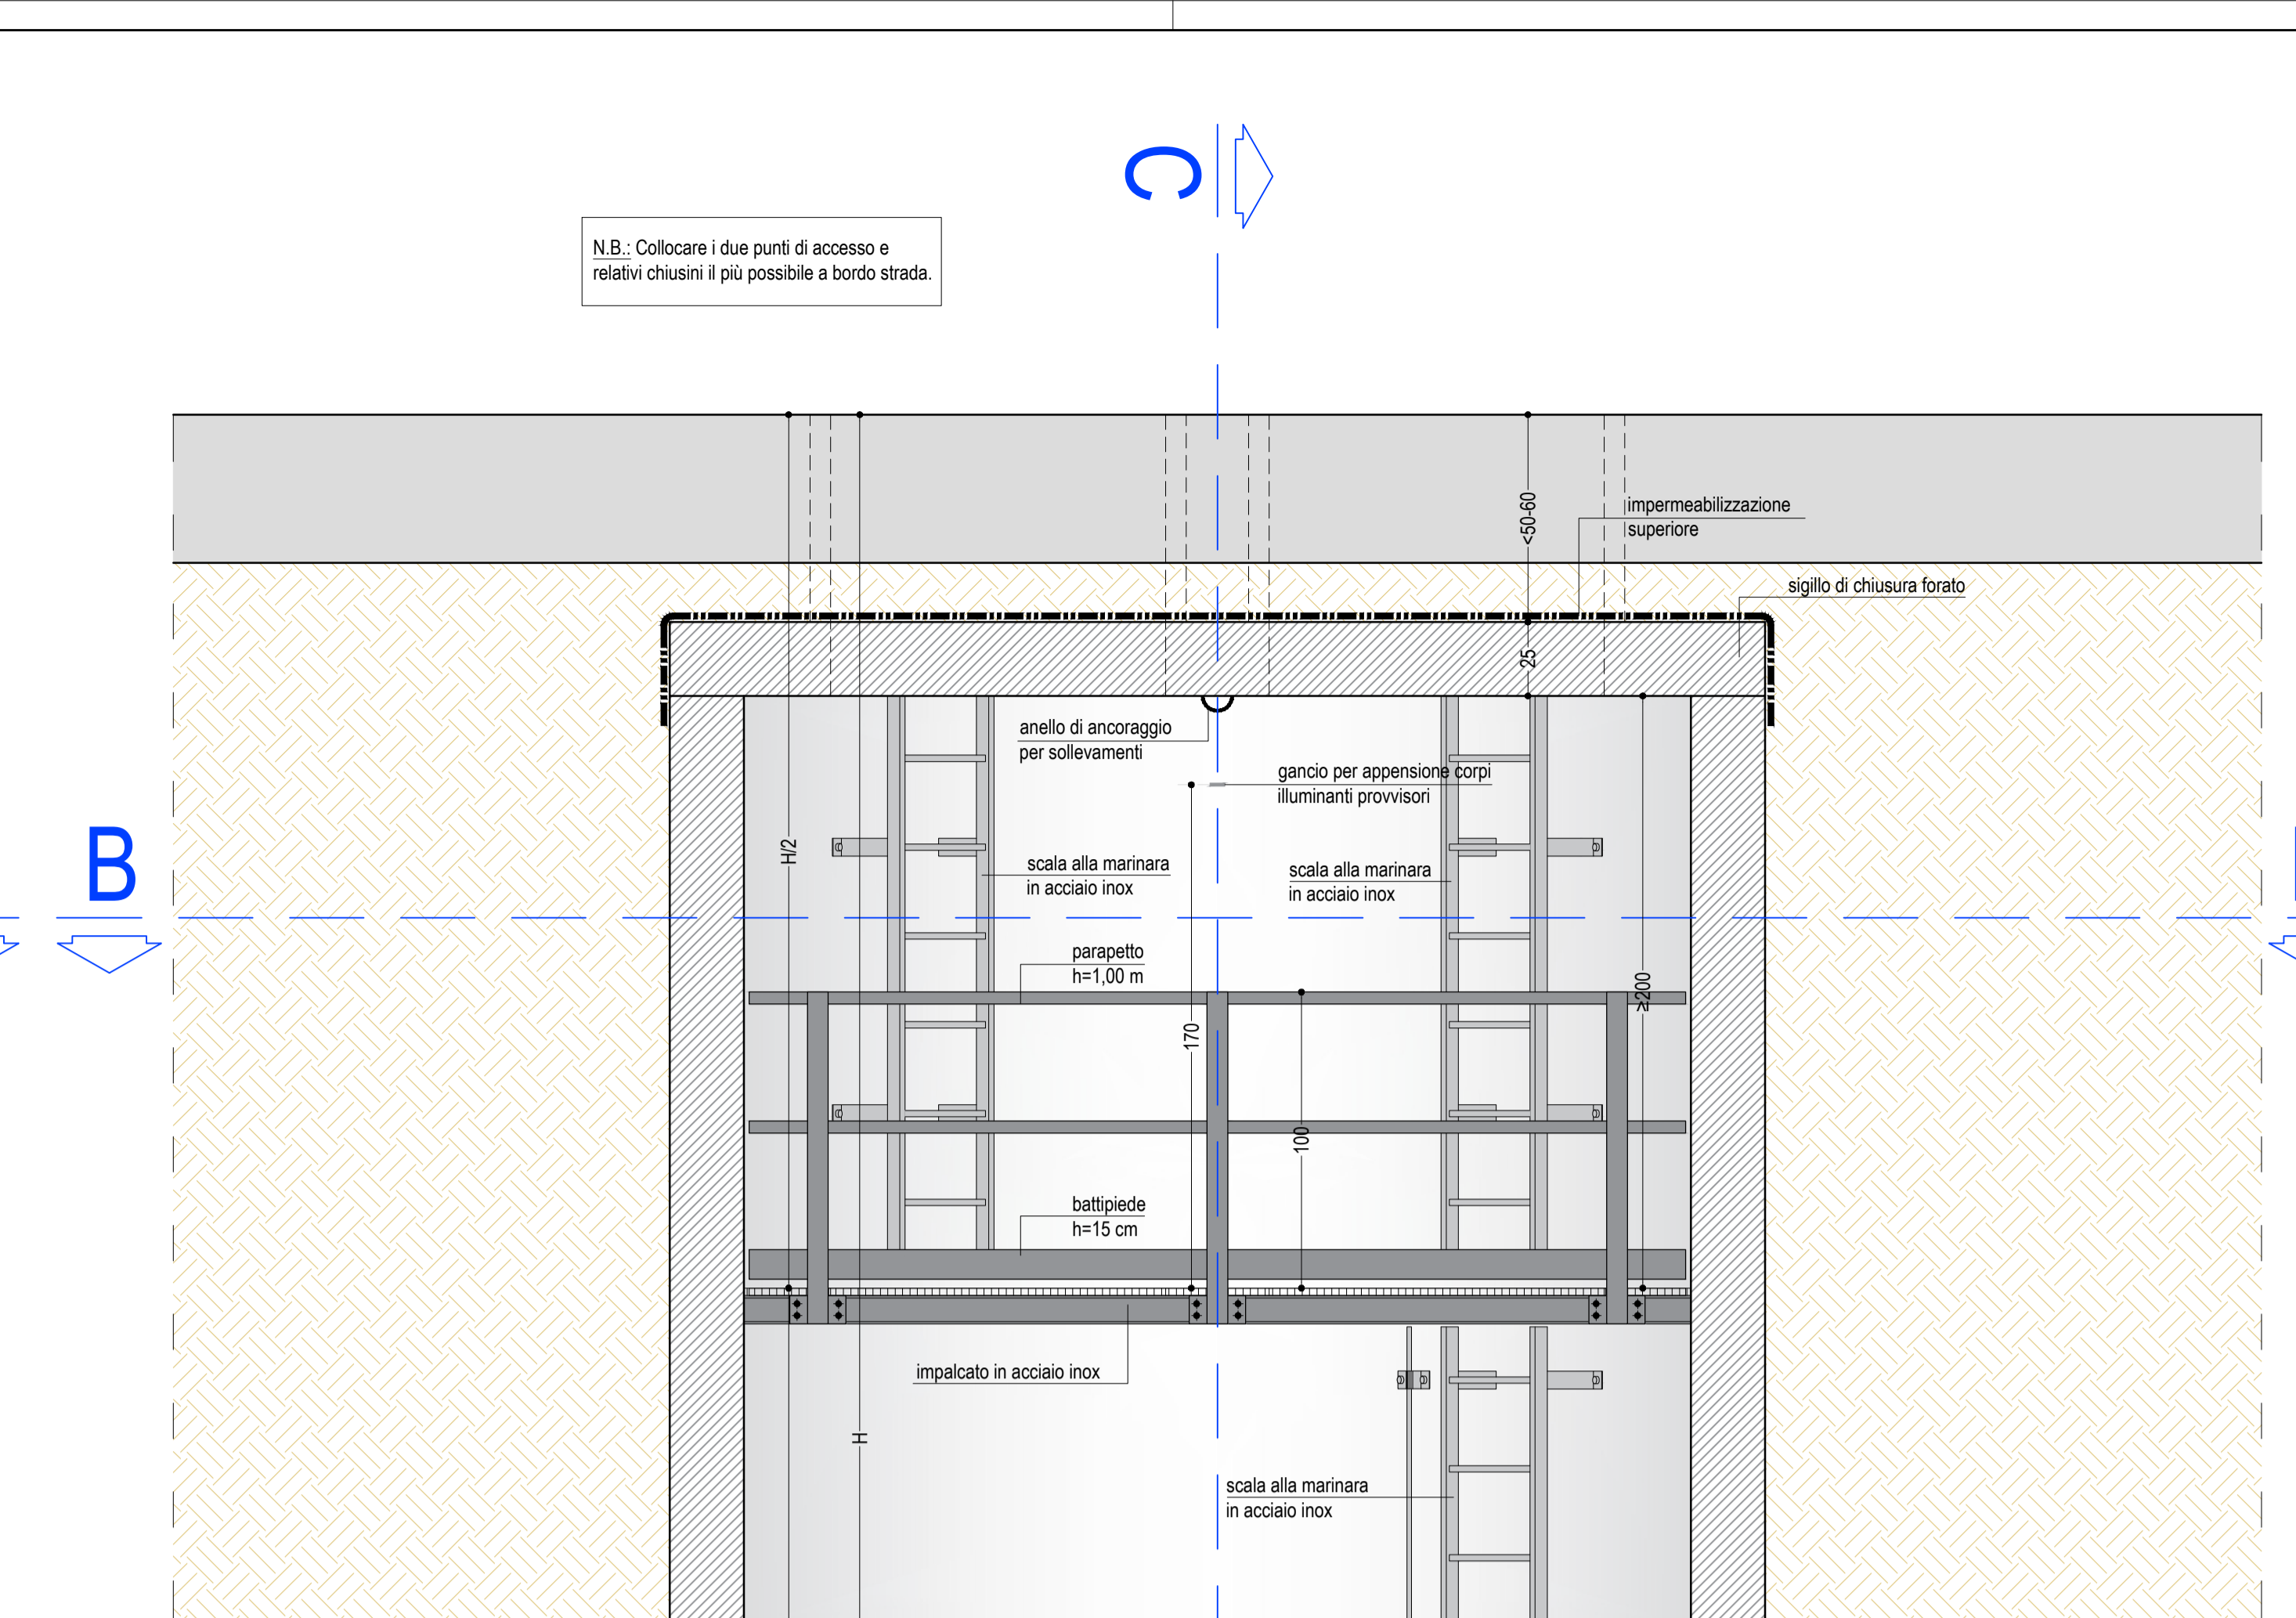 C
N.B.: Collocare i due punti di accesso e
relativi chiusini il più possibile a bordo strada.
<50-60
impermeabilizzazione
superiore
sigillo di chiusura forato
25
anello di ancoraggio
per sollevamenti
gancio per appensione corpi
illuminanti provvisori
H/2
B
scala alla marinara
in acciaio inox
scala alla marinara
in acciaio inox
parapetto
h=1,00 m
≥200
170
100
battipiede
h=15 cm
impalcato in acciaio inox
H
scala alla marinara
in acciaio inox